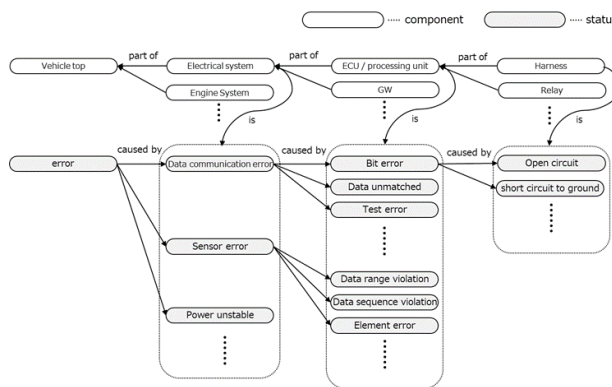 component
statu
part of
part of
part of
Vehicle top
Electrical system
ECU / processing unit
Harness
Engine System
GW
Relay
is
is
is
caused by
caused by
caused by
error
Data communication error
Bit error
Open circuit
Data unmatched
short circuit to ground
Test error
Sensor error
Data range violation
Data sequence violation
Power unstable
Element error